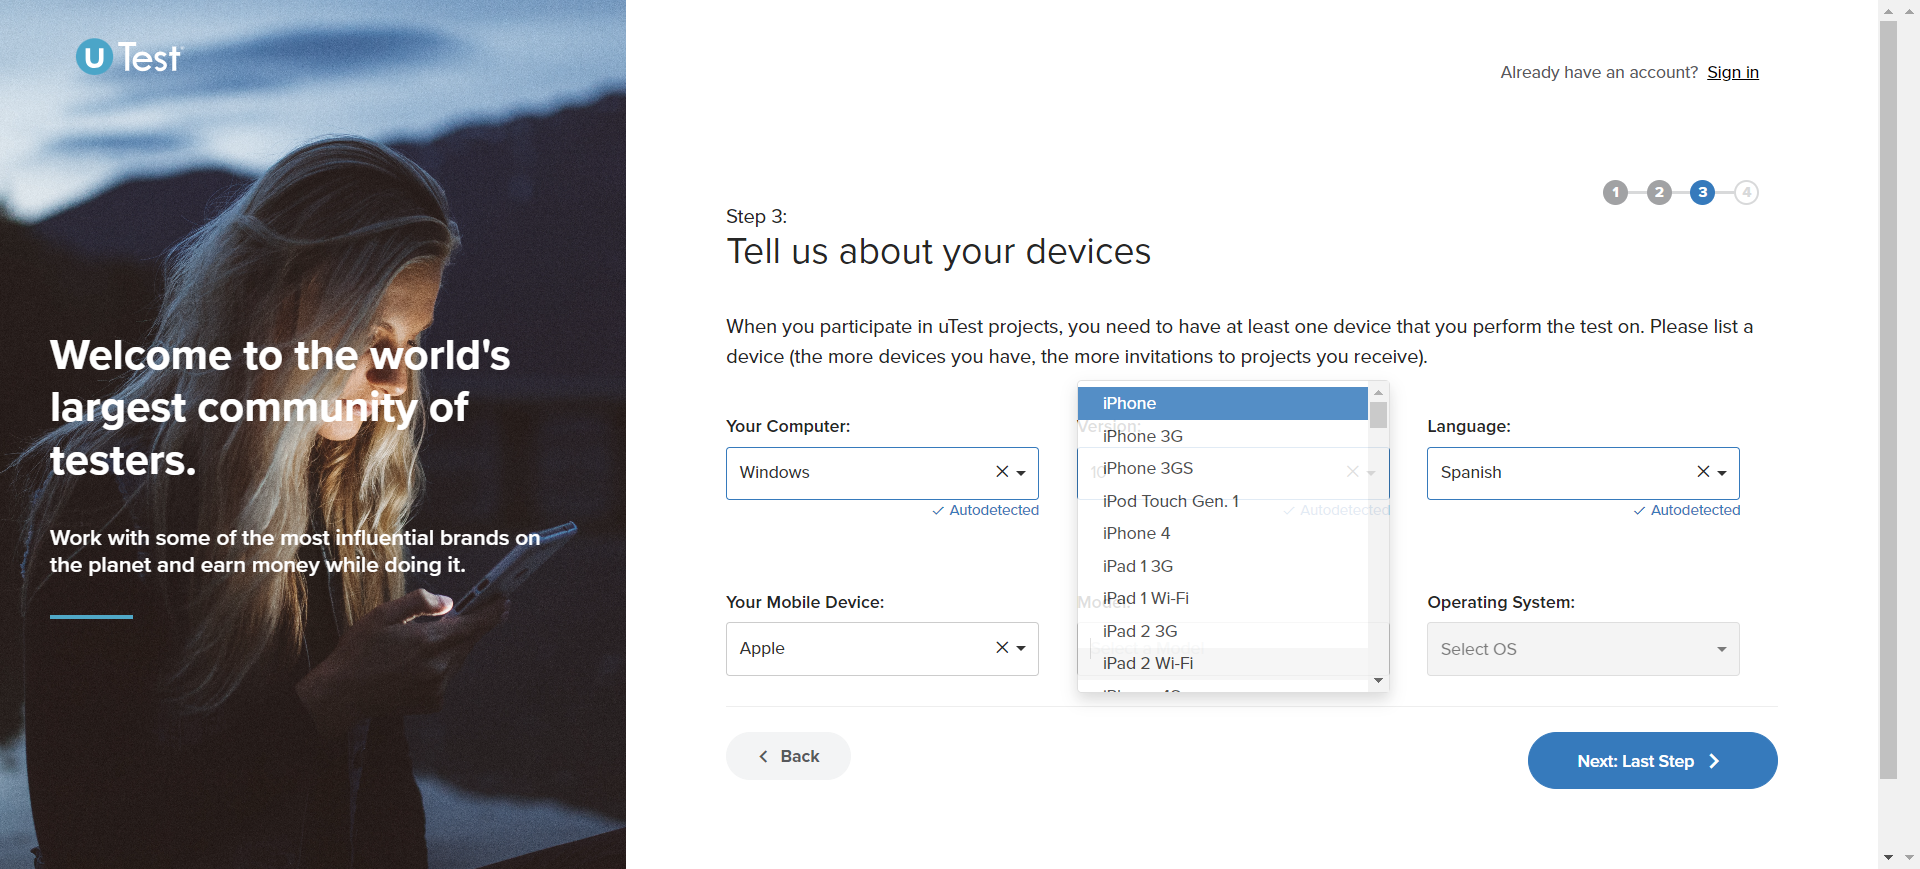 U Test
Welcome to the world's
largest community of
testers.
Work with some of the most influential brands on
the planet and earn money while doing it.
Already have an account? Sign in
1 2 3 4
Step 3:
Tell us about your devices
When you participate in uTest projects, you need to have at least one device that you perform the test on. Please list a
device (the more devices you have, the more invitations to projects you receive).
Your Computer:
Windows
Autodetected
Version:
10
Autodetected
Language:
Spanish
Autodetected
Your Mobile Device:
Apple
Model:
Select a Model
iPhone
iPhone 3G
iPhone 3GS
iPod Touch Gen. 1
iPhone 4
iPad 1 3G
iPad 1 Wi-Fi
iPad 2 3G
iPad 2 Wi-Fi
Operating System:
Select OS
Back
Next: Last Step